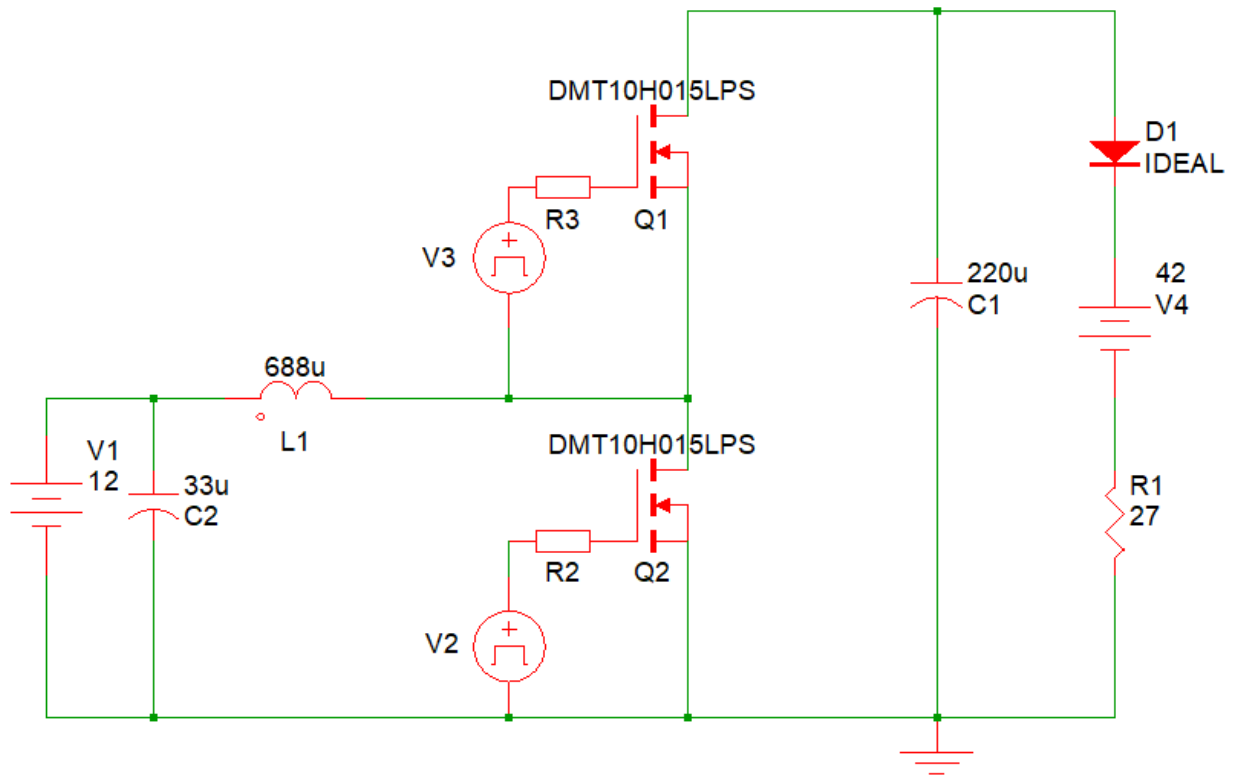 DMT10H015LPS
D1
IDEAL
R3
Q1
V3
+
220u
C1
42
V4
688u
L1
DMT10H015LPS
V1
12
33u
C2
R1
27
R2
Q2
V2
+